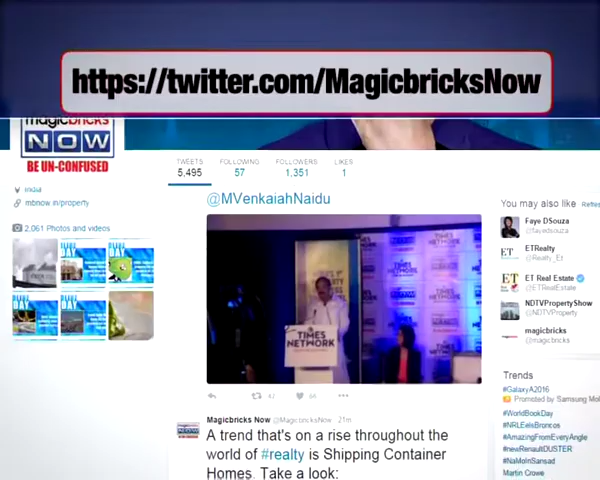 https://twitter.com/MagicbricksNow
magicbricks
NOW
BE UN-CONFUSED
TWEETS
FOLLOWING
FOLLOWERS
LIKES
5,495
57
1,351
1
India
mbnow.in/property
2,061 Photos and videos
@MVenkaiahNaidu
TIMES
NETWORK
TIMES
NETWORK
You may also like
Faye DSouza
@fayedsouza
ETRealty
@Realty_Et
ET Real Estate
@ETRealEstate
NDTVPropertyShow
@NDTVProperty
magicbricks
@magicbricks
Magicbricks Now @MagicbricksNow 21m
A trend that's on a rise throughout the
world of #realty is Shipping Container
Homes. Take a look:
Trends
#GalaxyA2016
Promoted by Samsung
#WorldBookDay
#NRLEelsBroncos
#AmazingFromEveryAngle
#newRenaultDUSTER
#NaMoInSansad
Martin Crowe